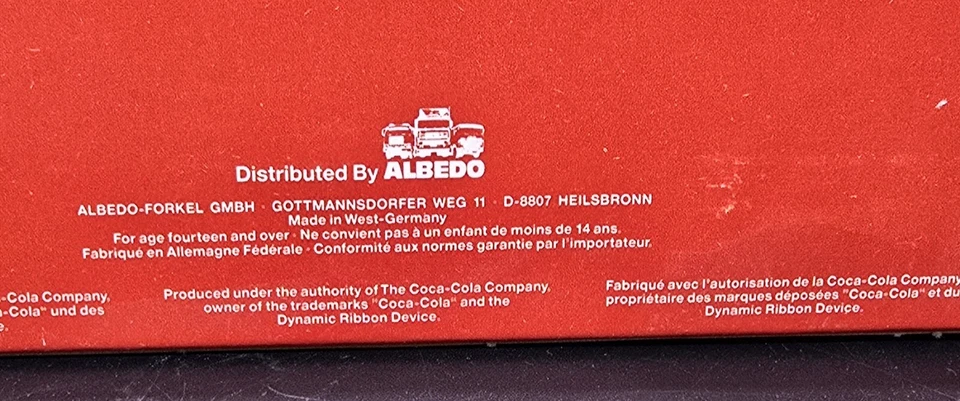 Distributed By ALBEDO
ALBEDO-FORKEL GMBH · GOTTMANNSDORFER WEG 11 · D-8807 HEILSBRONN
Made in West-Germany
For age fourteen and over · Ne convient pas à un enfant de moins de 14 ans.
Fabriqué en Allemagne Fédérale · Conformité aux normes garantie par l'importateur.
-Cola Company,
-Cola“ und des
e.
Produced under the authority of The Coca-Cola Company,
owner of the trademarks "Coca-Cola“ and the
Dynamic Ribbon Device.
Fabriqué avec l'autorisation de la Coca-Cola Company
propriétaire des marques déposées "Coca-Cola“ et du
Dynamic Ribbon Device.